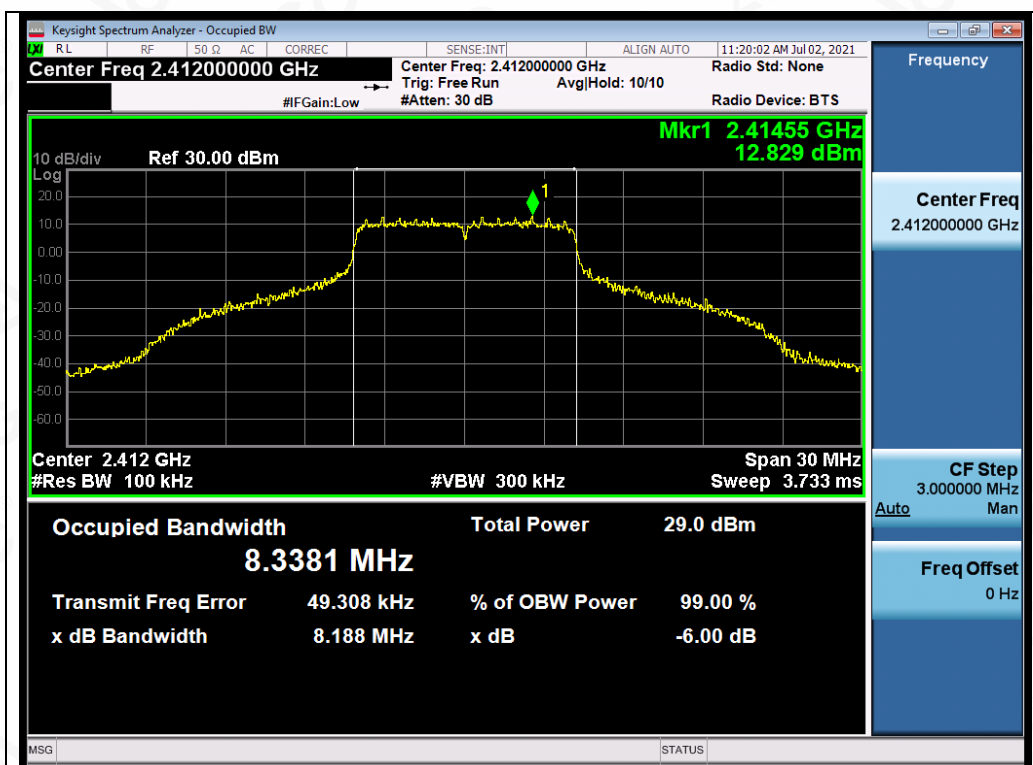 Keysight Spectrum Analyzer - Occupied BW
LXI RL RF 50 Ω AC CORREC SENSE:INT ALIGN AUTO 11:20:02 AM Jul 02, 2021
Center Freq 2.412000000 GHz
Center Freq: 2.412000000 GHz
Radio Std: None
Trig: Free Run Avg|Hold: 10/10
#IFGain:Low #Atten: 30 dB Radio Device: BTS
Mkr1 2.41455 GHz
12.829 dBm
10 dB/div Ref 30.00 dBm
Log
20.0
1
10.0
0.00
-10.0
-20.0
-30.0
-40.0
-50.0
-60.0
Center 2.412 GHz Span 30 MHz
#Res BW 100 kHz #VBW 300 kHz Sweep 3.733 ms
Occupied Bandwidth Total Power 29.0 dBm
8.3381 MHz
Transmit Freq Error 49.308 kHz % of OBW Power 99.00 %
x dB Bandwidth 8.188 MHz x dB -6.00 dB
Frequency
Center Freq
2.412000000 GHz
CF Step
3.000000 MHz
Auto Man
Freq Offset
0 Hz
MSG STATUS